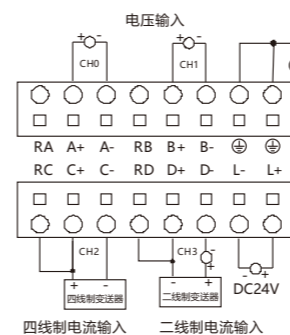 电压输入
+ -
+ -
CH0
CH1
RA A+ A- RB B+ B-
RC C+ C- RD D+ D- L- L+
CH2
CH3
+ -
- +
-
+
- +
四线制变送器
二线制变送器
DC24V
四线制电流输入
二线制电流输入